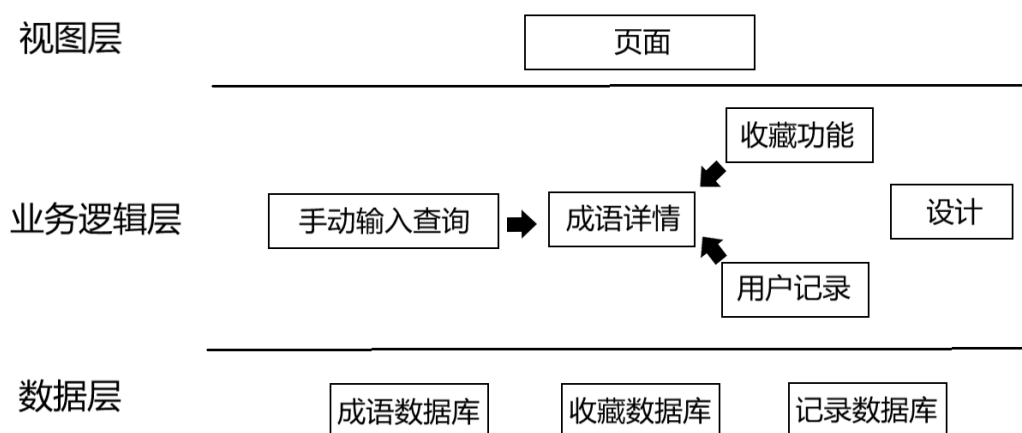 视图层
页面
收藏功能
业务逻辑层
手动输入查询
成语详情
设计
用户记录
数据层
成语数据库
收藏数据库
记录数据库